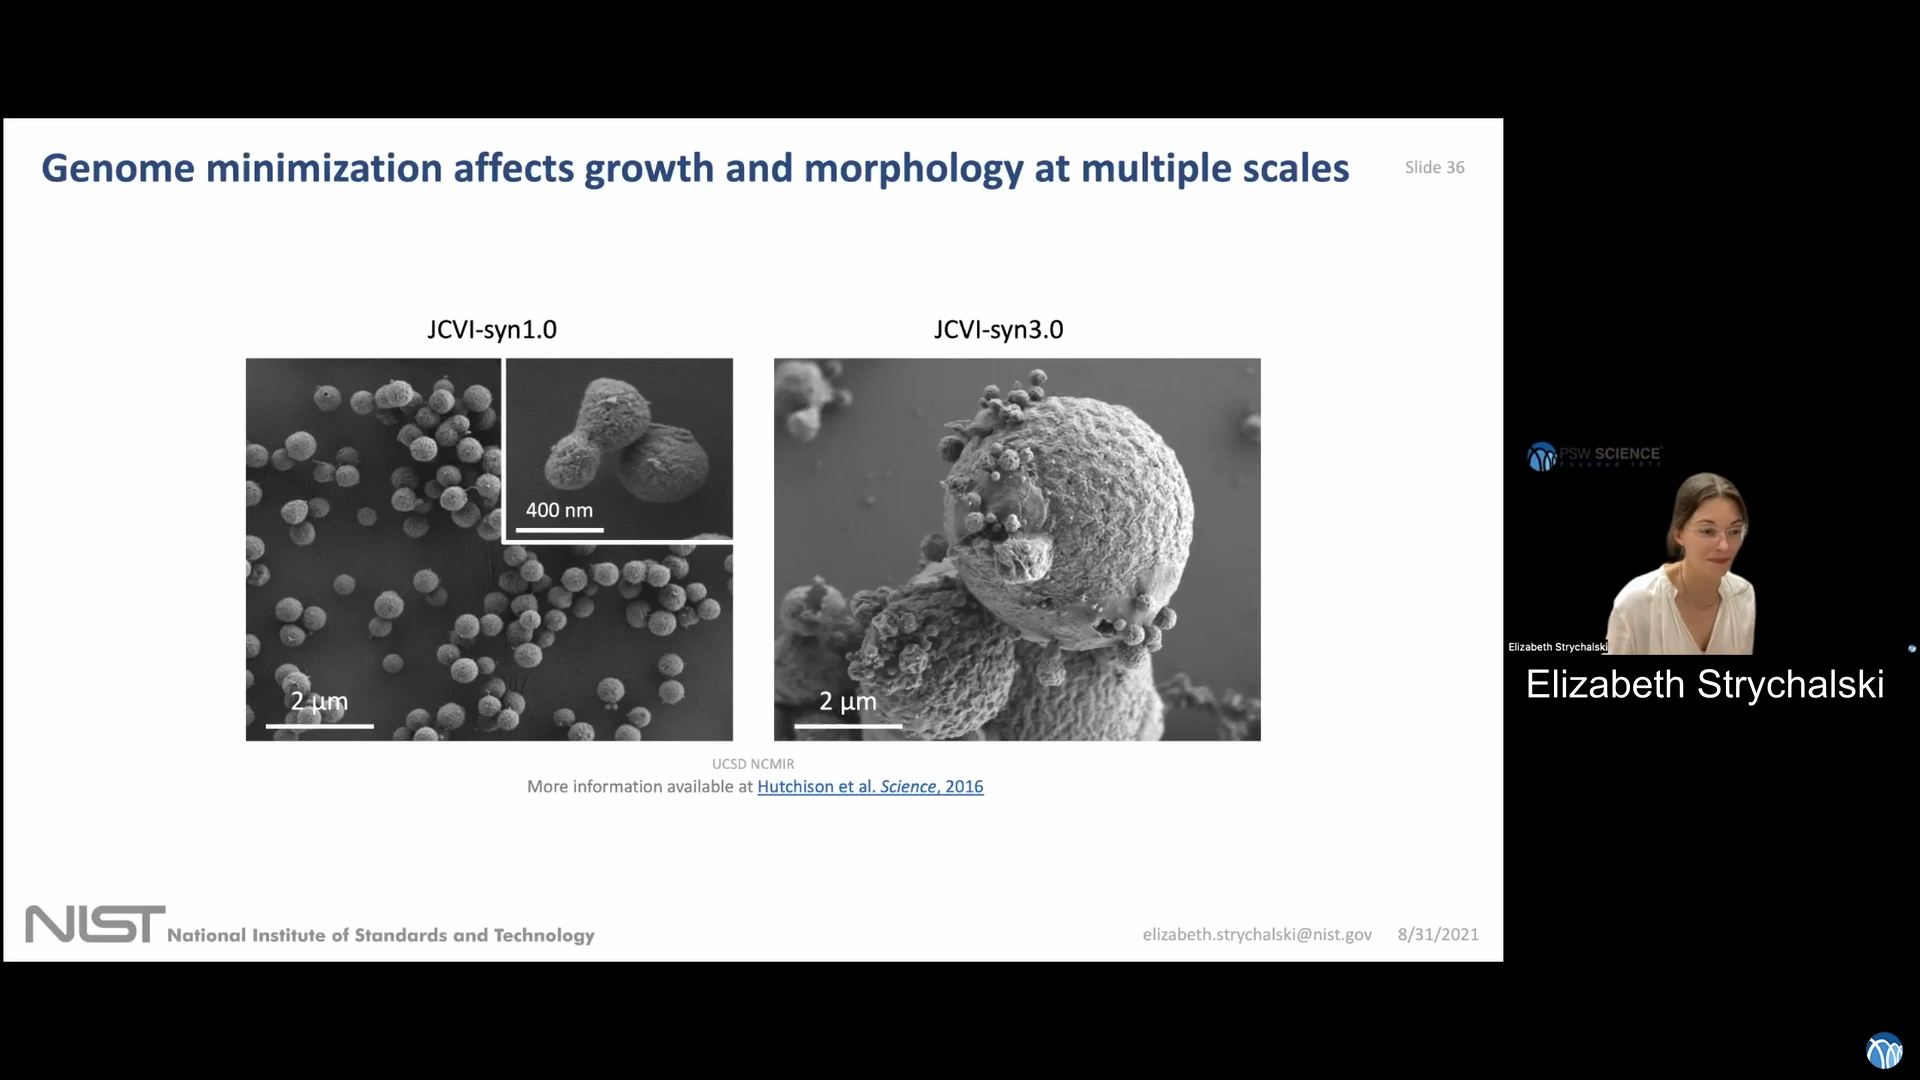 Genome minimization affects growth and morphology at multiple scales
Slide 36
JCVI-syn1.0
JCVI-syn3.0
400 nm
2 µm
2 µm
UCSD NCMIR
More information available at Hutchison et al. Science, 2016
NIST National Institute of Standards and Technology
elizabeth.strychalski@nist.gov
8/31/2021
PSW SCIENCE
Founded 1871
Elizabeth Strychalski
Elizabeth Strychalski